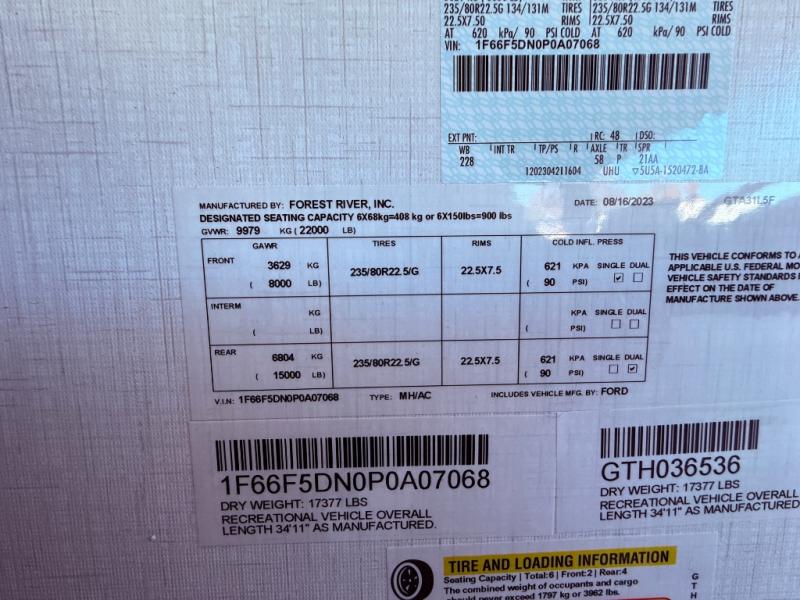 235/80R22.5G 134/131M TIRES 235/80R22.5G 134/131M TIRES
22.5X7.50 RIMS 22.5X7.50 RIMS
AT 620 kPa/ 90 PSI COLD AT 620 kPa/ 90 PSI COLD
VIN: 1F66F5DN0P0A07068
EXT PNT: RC: 48 DSO:
WB INT TR TP/PS R AXLE TR SPR
228 58 P 21AA
1202304211604 UHU ▽5U5A-1520472-BA
MANUFACTURED BY: FOREST RIVER, INC. DATE: 08/16/2023 GTA31L5F
DESIGNATED SEATING CAPACITY 6X68kg=408 kg or 6X150lbs=900 lbs
GVWR: 9979 KG ( 22000 LB)
GAWR TIRES RIMS COLD INFL. PRESS
FRONT 3629 KG 235/80R22.5/G 22.5X7.5 621 KPA SINGLE DUAL
( 8000 LB) ( 90 PSI) ☑ ☐
INTERM KG KPA SINGLE DUAL
( LB) ( PSI) ☐ ☐
REAR 6804 KG 235/80R22.5/G 22.5X7.5 621 KPA SINGLE DUAL
( 15000 LB) ( 90 PSI) ☐ ☑
V.I.N: 1F66F5DN0P0A07068 TYPE: MH/AC INCLUDES VEHICLE MFG. BY: FORD
THIS VEHICLE CONFORMS TO
APPLICABLE U.S. FEDERAL MO
VEHICLE SAFETY STANDARDS
EFFECT ON THE DATE OF
MANUFACTURE SHOWN ABOVE.
1F66F5DN0P0A07068
DRY WEIGHT: 17377 LBS
RECREATIONAL VEHICLE OVERALL
LENGTH 34'11" AS MANUFACTURED.
GTH036536
DRY WEIGHT: 17377 LBS
RECREATIONAL VEHICLE OVERALL
LENGTH 34'11" AS MANUFACTURED.
TIRE AND LOADING INFORMATION
Seating Capacity | Total:6 | Front:2 | Rear:4
The combined weight of occupants and cargo
should never exceed 1797 kg or 3962 lbs.
G
T
H